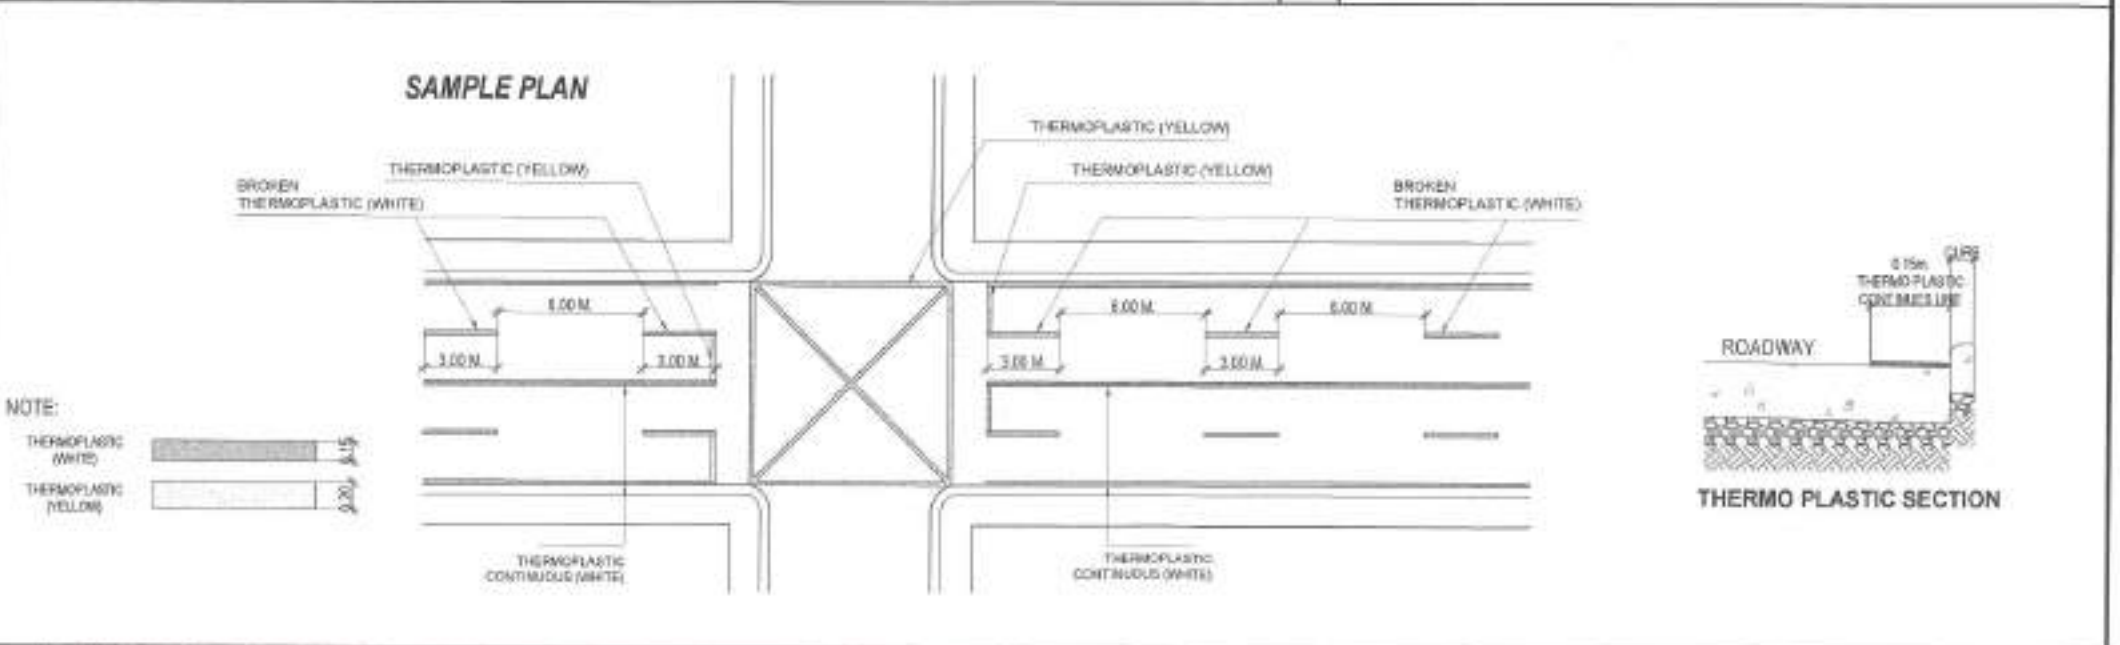 SAMPLE PLAN
THERMOPLASTIC (YELLOW)
THERMOPLASTIC (YELLOW)
THERMOPLASTIC (YELLOW)
BROKEN
THERMOPLASTIC (WHITE)
BROKEN
THERMOPLASTIC (WHITE)
6.00 M.
6.00 M.
6.00 M.
3.00 M.
3.00 M.
3.00 M.
3.00 M.
CURB
0.15m.
THERMO PLASTIC
CONTINUES LINE
ROADWAY
THERMO PLASTIC SECTION
NOTE:
THERMOPLASTIC
(WHITE)
0.15
THERMOPLASTIC
(YELLOW)
0.20
THERMOPLASTIC
CONTINUOUS (WHITE)
THERMOPLASTIC
CONTINUOUS (WHITE)